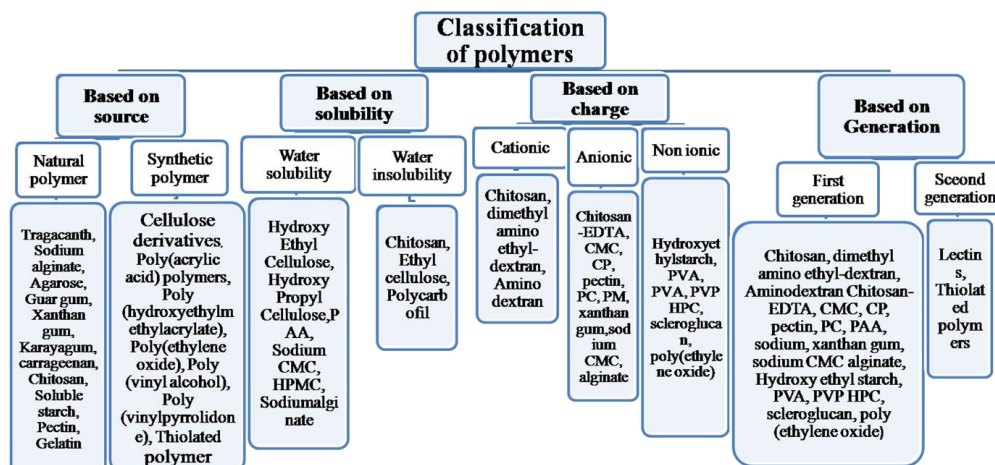 Classification
of polymers
Based on
source
Natural
polymer
Tragacanth,
Sodium
alginate,
Agarose,
Guar gum,
Xanthan
gum,
Karayagum,
carrageenan,
Chitosan,
Soluble
starch,
Pectin,
Gelatin
Synthetic
polymer
Cellulose
derivatives,
Poly(acrylic
acid) polymers,
Poly
(hydroxyethylm
ethylacrylate),
Poly(ethylene
oxide), Poly
(vinyl alcohol),
Poly
(vinylpyrrolidon
e), Thiolated
polymer
Based on
solubility
Water
solubility
Hydroxy
Ethyl
Cellulose,
Hydroxy
Propyl
Cellulose,P
AA,
Sodium
CMC,
HPMC,
Sodiumalgi
nate
Water
insolubility
Chitosan,
Ethyl
cellulose,
Polycarb
ofil
Based on
charge
Cationic
Chitosan,
dimethyl
amino
ethyl-
dextran,
Amino
dextran
Anionic
Chitosan
-EDTA,
CMC,
CP,
pectin,
PC, PM,
xanthan
gum,sod
ium
CMC,
alginate
Non ionic
Hydroxyet
hylstarch,
PVA,
PVA, PVP
HPC,
scleroglúca
n,
poly(ethyle
ne oxide)
Based on
Generation
First
generation
Chitosan, dimethyl
amino ethyl-dextran,
Aminodextran Chitosan-
EDTA, CMC, CP,
pectin, PC, PAA,
sodium, xanthan gum,
sodium CMC alginate,
Hydroxy ethyl starch,
PVA, PVP HPC,
scleroglucan, poly
(ethylene oxide)
Sceond
generation
Lectin
s,
Thiolat
ed
polym
ers